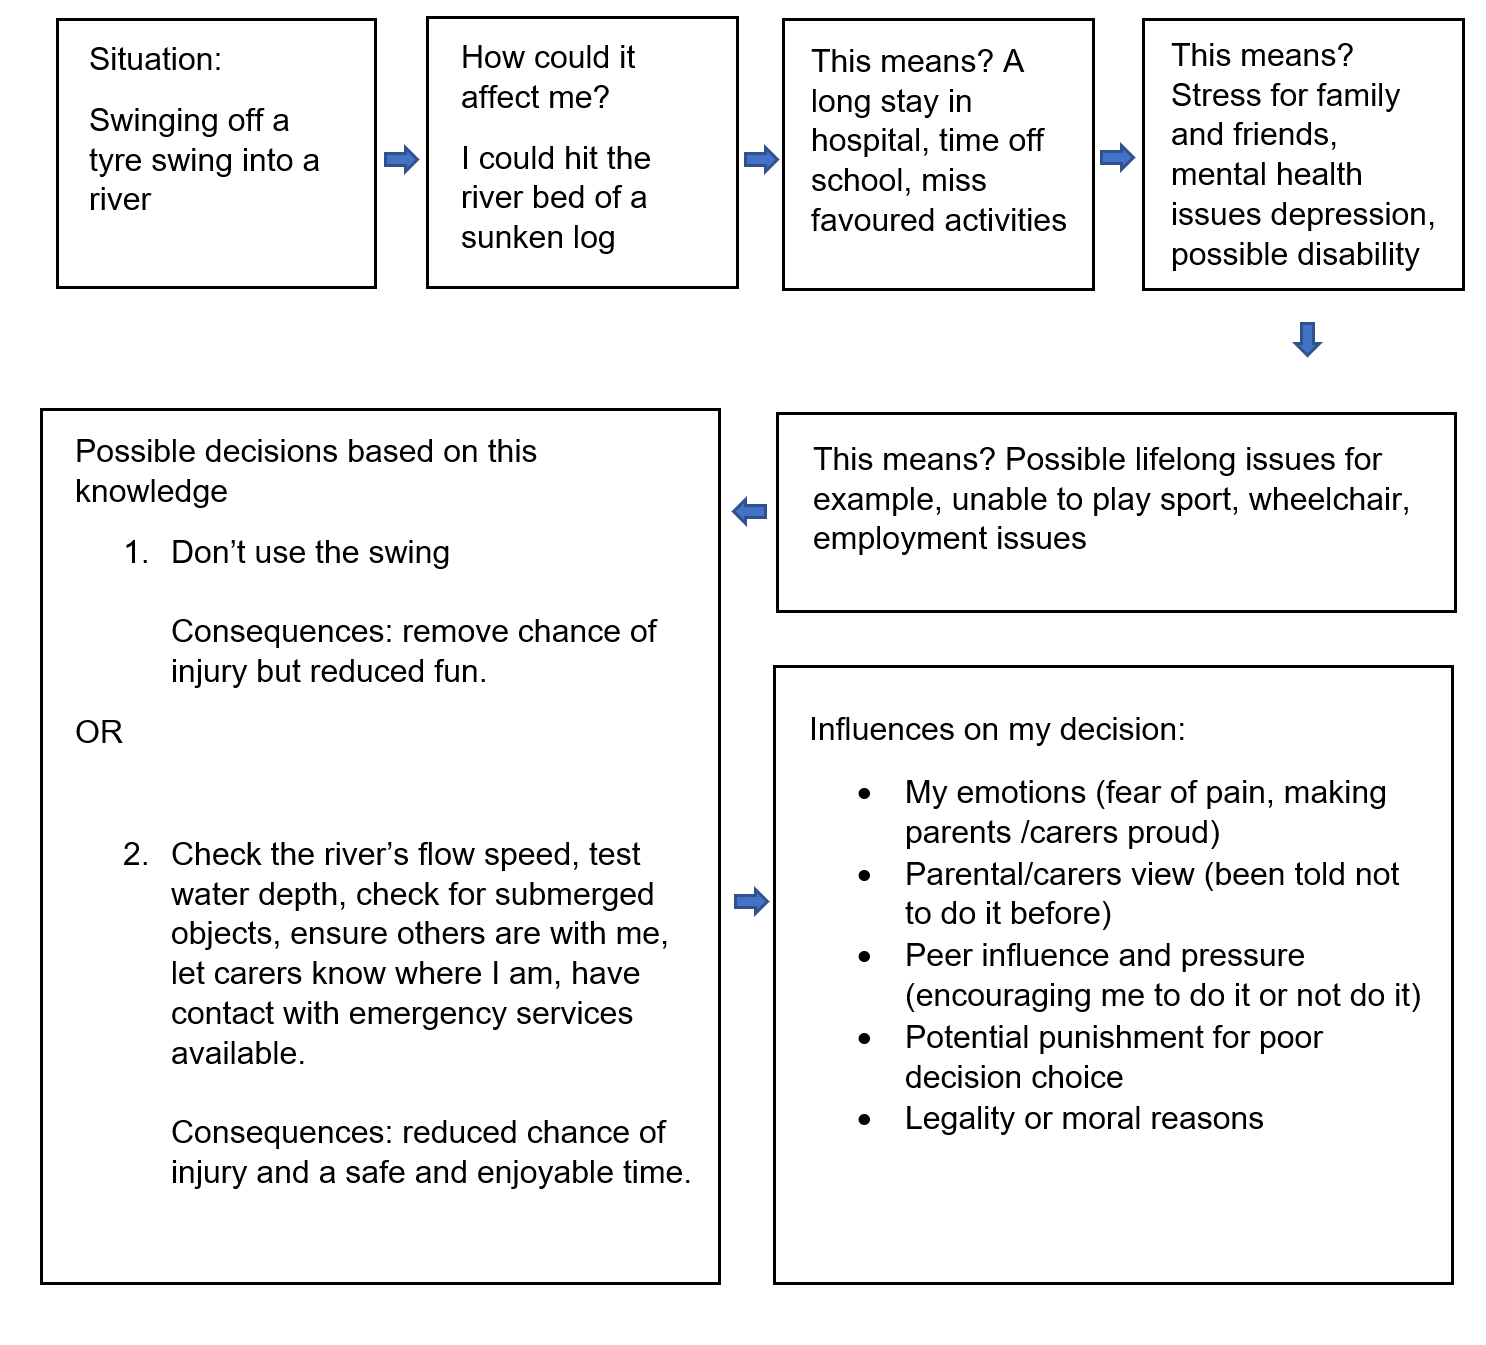 Situation:
Swinging off a
tyre swing into a
river
How could it
affect me?
I could hit the
river bed of a
sunken log
This means? A
long stay in
hospital, time off
school, miss
favoured activities
This means?
Stress for family
and friends,
mental health
issues depression,
possible disability
This means? Possible lifelong issues for
example, unable to play sport, wheelchair,
employment issues
Possible decisions based on this
knowledge
1. Don’t use the swing
Consequences: remove chance of
injury but reduced fun.
OR
2. Check the river’s flow speed, test
water depth, check for submerged
objects, ensure others are with me,
let carers know where I am, have
contact with emergency services
available.
Consequences: reduced chance of
injury and a safe and enjoyable time.
Influences on my decision:
• My emotions (fear of pain, making
parents /carers proud)
• Parental/carers view (been told not
to do it before)
• Peer influence and pressure
(encouraging me to do it or not do it)
• Potential punishment for poor
decision choice
• Legality or moral reasons